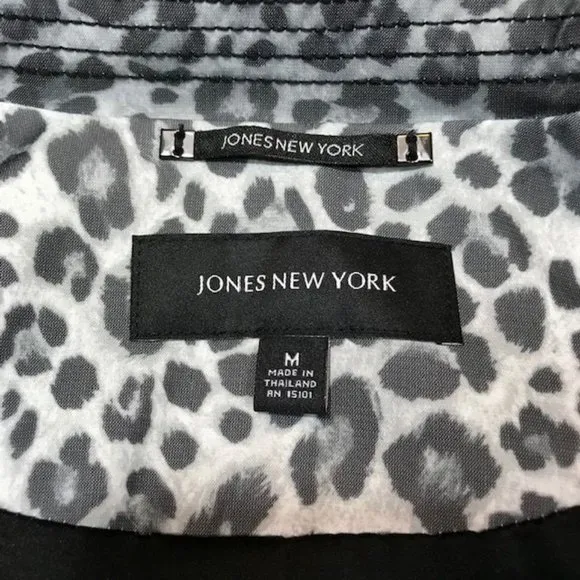 JONES NEW YORK
JONES NEW YORK
M
MADE IN
THAILAND
RN 15101